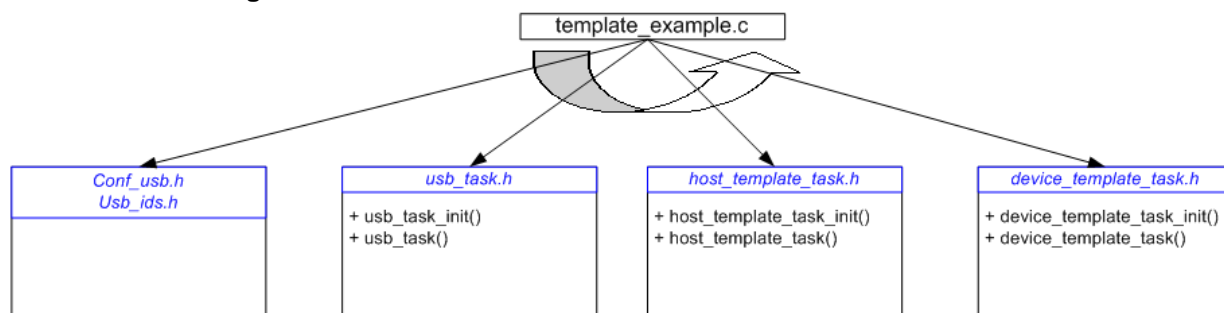 template_example.c
Conf_usb.h
Usb_ids.h
usb_task.h
+ usb_task_init()
+ usb_task()
host_template_task.h
+ host_template_task_init()
+ host_template_task()
device_template_task.h
+ device_template_task_init()
+ device_template_task()